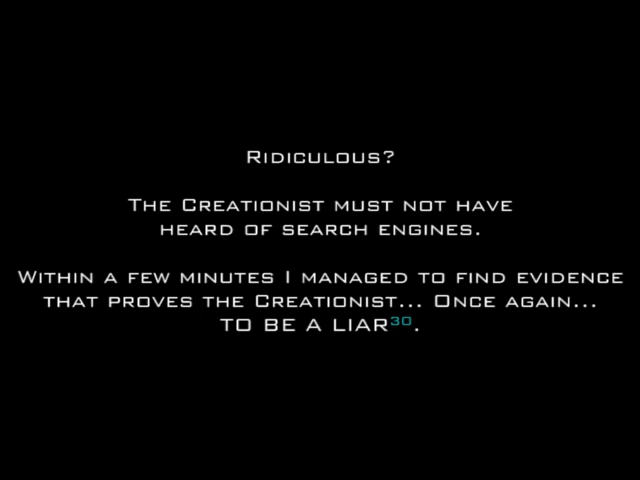 Ridiculous?
The Creationist must not have
heard of search engines.
Within a few minutes I managed to find evidence
that proves the Creationist... Once again...
TO BE A LIAR30.